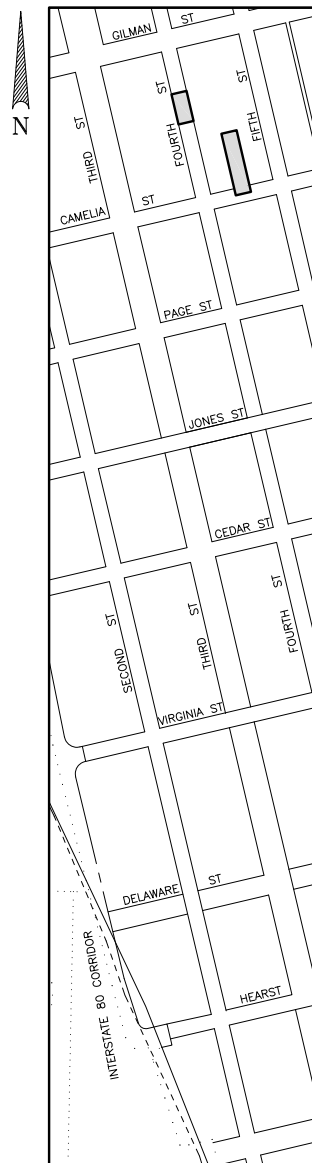 ST
GILMAN
N
ST
ST
FIFTH
FOURTH
ST
THIRD
ST
CAMELIA
PAGE ST
JONES ST
CEDAR ST
ST
FOURTH
ST
THIRD
ST
SECOND
VIRGINIA ST
ST
DELAWARE
INTERSTATE 80 CORRIDOR
HEARST